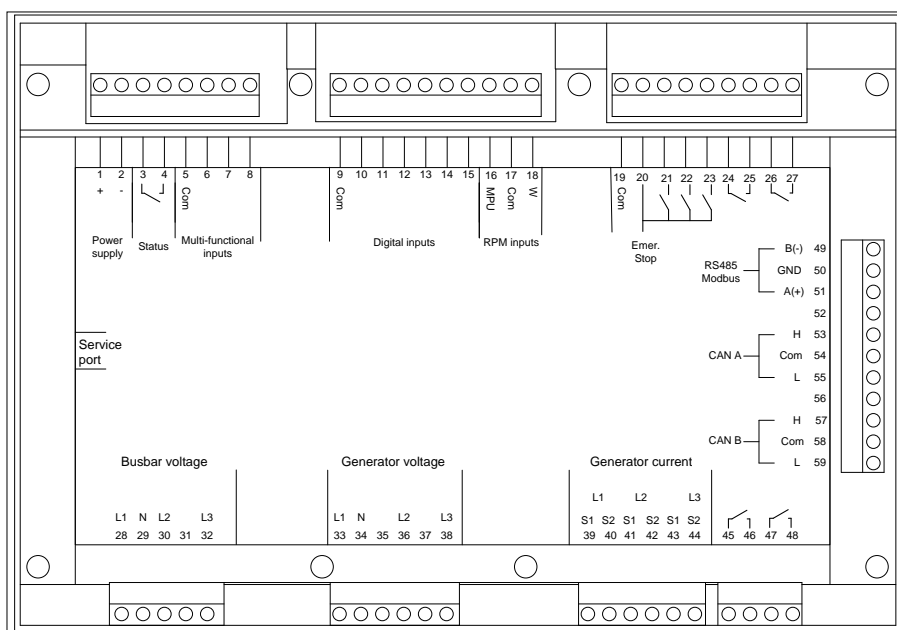 1 2 3 4 5 6 7 8 9 10 11 12 13 14 15 16 17 18 19 20 21 22 23 24 25 26 27
+ - Com Com MPU Com W Com
Power supply
Status
Multi-functional inputs
Digital inputs
RPM inputs
Emer. Stop
B(-) 49
RS485 Modbus
GND 50
A(+) 51
52
Service port
H 53
CAN A
Com 54
L 55
56
H 57
CAN B
Com 58
L 59
Busbar voltage
Generator voltage
Generator current
L1 L2 L3
L1 N L2 L3 L1 N L2 L3 S1 S2 S1 S2 S1 S2
28 29 30 31 32 33 34 35 36 37 38 39 40 41 42 43 44 45 46 47 48